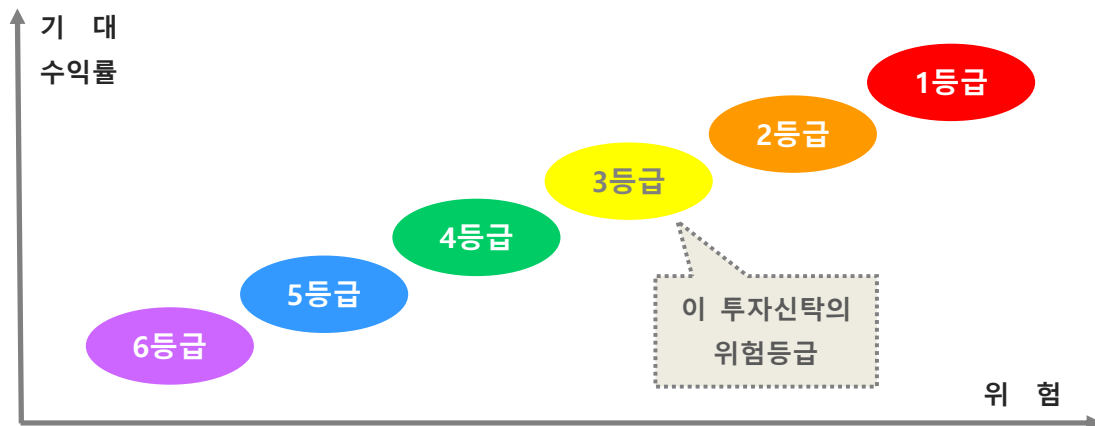 기 대
수익률
1등급
2등급
3등급
4등급
5등급
6등급
이 투자신탁의
위험등급
위 험